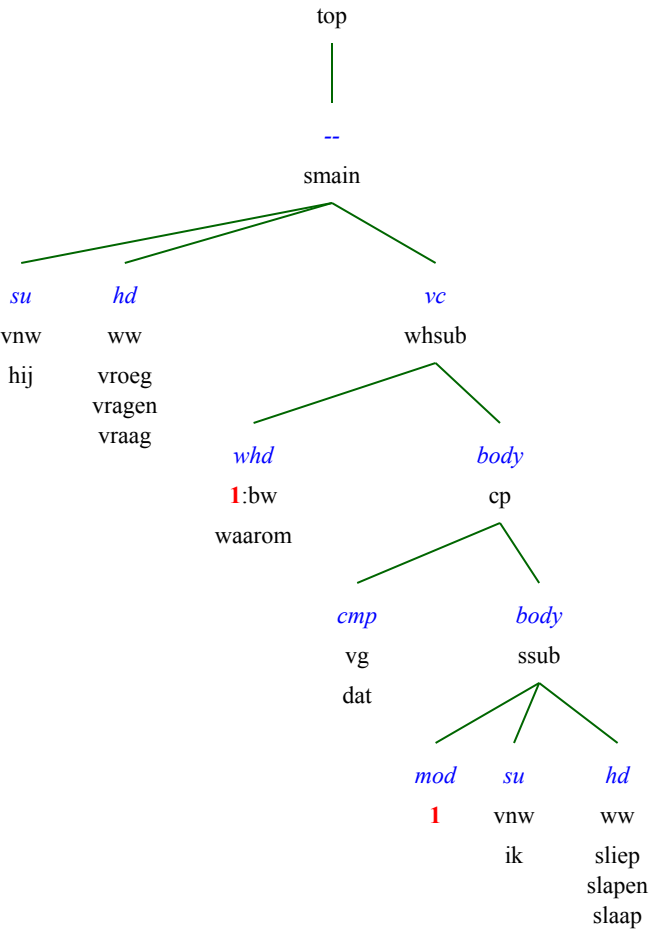 top
--
smain
su hd vc
vnw ww whsub
hij vroeg
vragen
vraag
whd body
1:bw cp
waarom
cmp body
vg ssub
dat
mod su hd
1 vnw ww
ik sliep
slapen
slaap